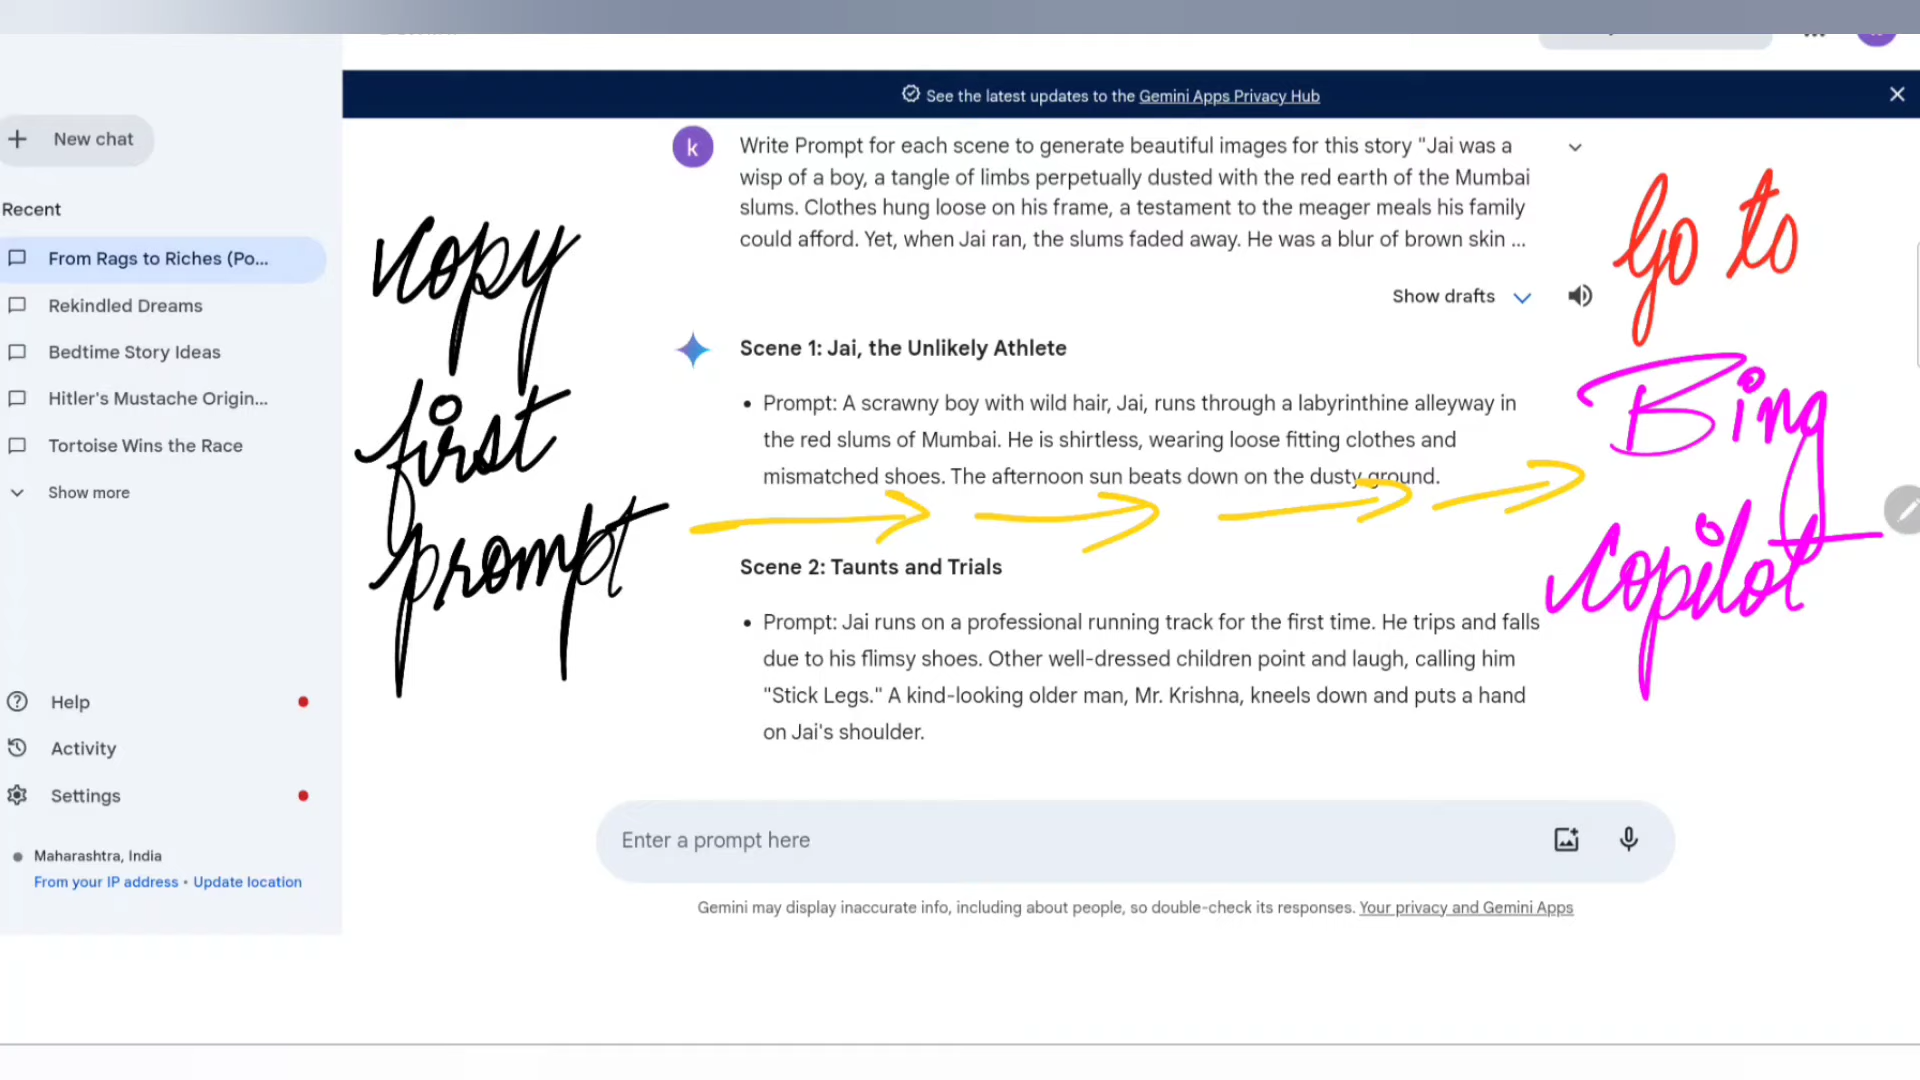 See the latest updates to the Gemini Apps Privacy Hub
New chat
Recent
From Rags to Riches (Po...
Rekindled Dreams
Bedtime Story Ideas
Hitler's Mustache Origin...
Tortoise Wins the Race
Show more
Help
Activity
Settings
Maharashtra, India
From your IP address • Update location
copy
first
prompt
k
Write Prompt for each scene to generate beautiful images for this story "Jai was a
wisp of a boy, a tangle of limbs perpetually dusted with the red earth of the Mumbai
slums. Clothes hung loose on his frame, a testament to the meager meals his family
could afford. Yet, when Jai ran, the slums faded away. He was a blur of brown skin ...
Show drafts
Scene 1: Jai, the Unlikely Athlete
• Prompt: A scrawny boy with wild hair, Jai, runs through a labyrinthine alleyway in
the red slums of Mumbai. He is shirtless, wearing loose fitting clothes and
mismatched shoes. The afternoon sun beats down on the dusty ground.
Scene 2: Taunts and Trials
• Prompt: Jai runs on a professional running track for the first time. He trips and falls
due to his flimsy shoes. Other well-dressed children point and laugh, calling him
"Stick Legs." A kind-looking older man, Mr. Krishna, kneels down and puts a hand
on Jai's shoulder.
Go to
Bing
copilot
Enter a prompt here
Gemini may display inaccurate info, including about people, so double-check its responses. Your privacy and Gemini Apps